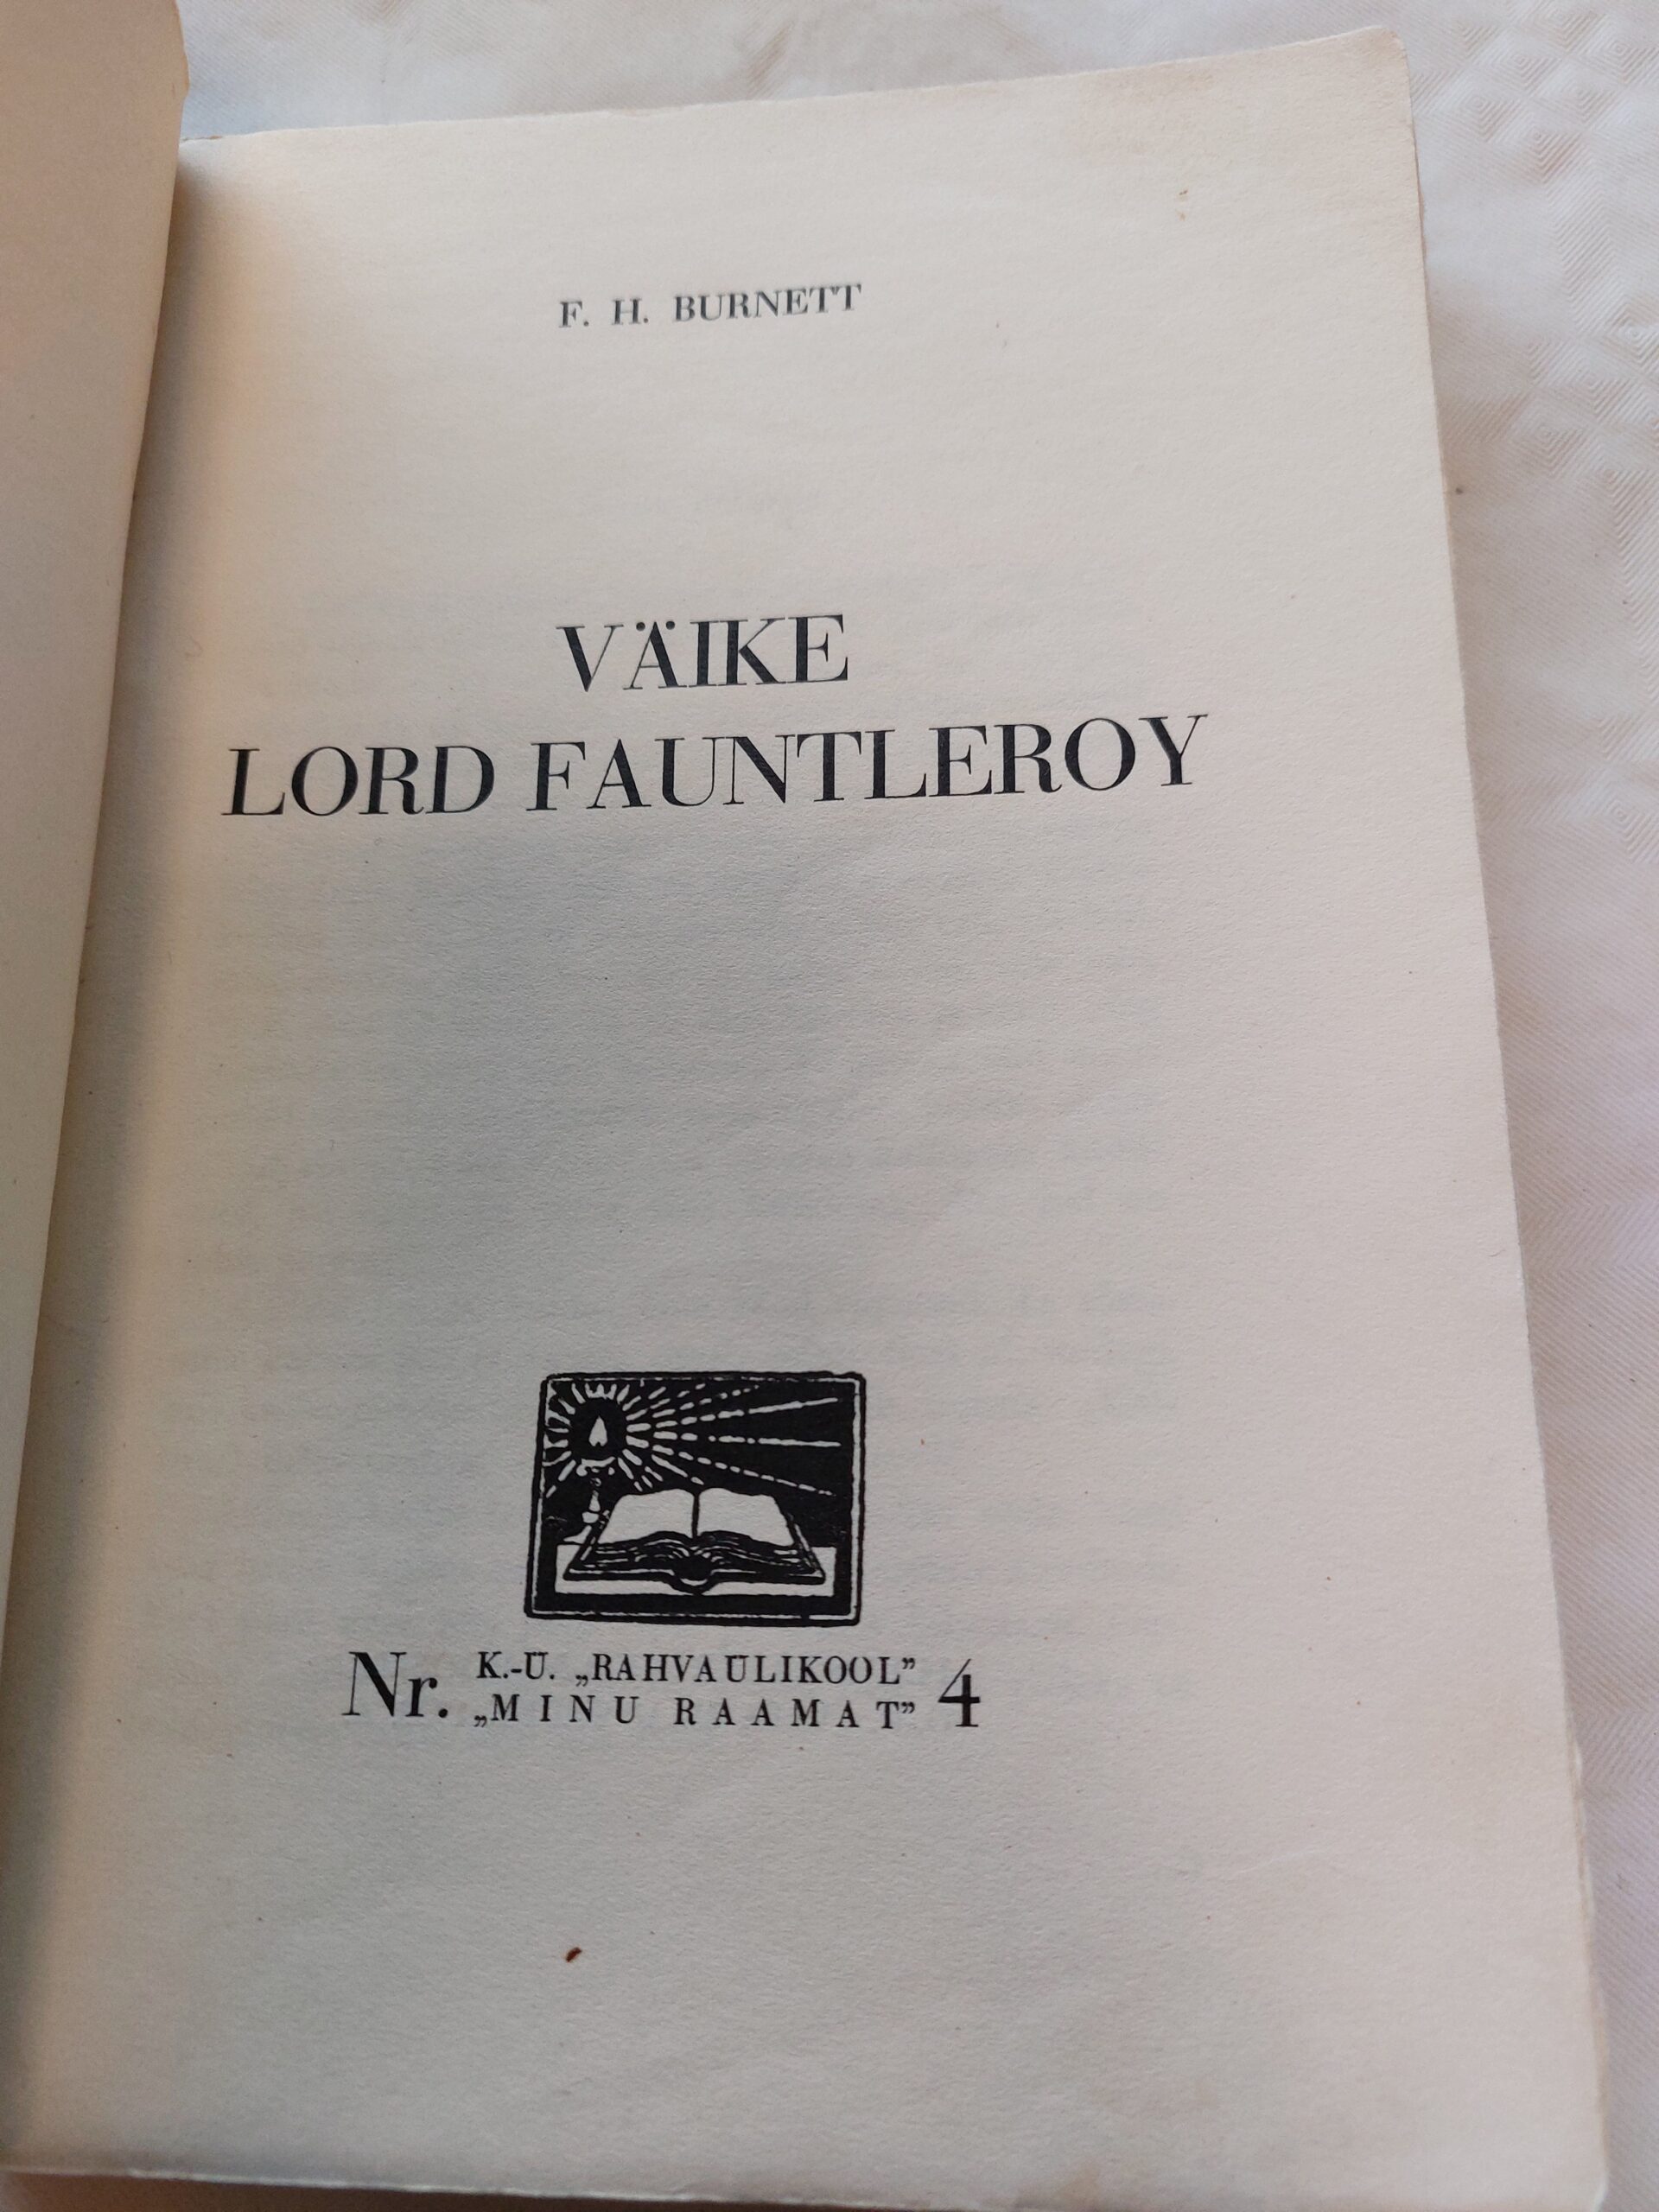 F. H. BURNETT
VÄIKE
LORD FAUNTLEROY
Nr. K.-Ü. „RAHVAÜLIKOOL” 4
„MINU RAAMAT”